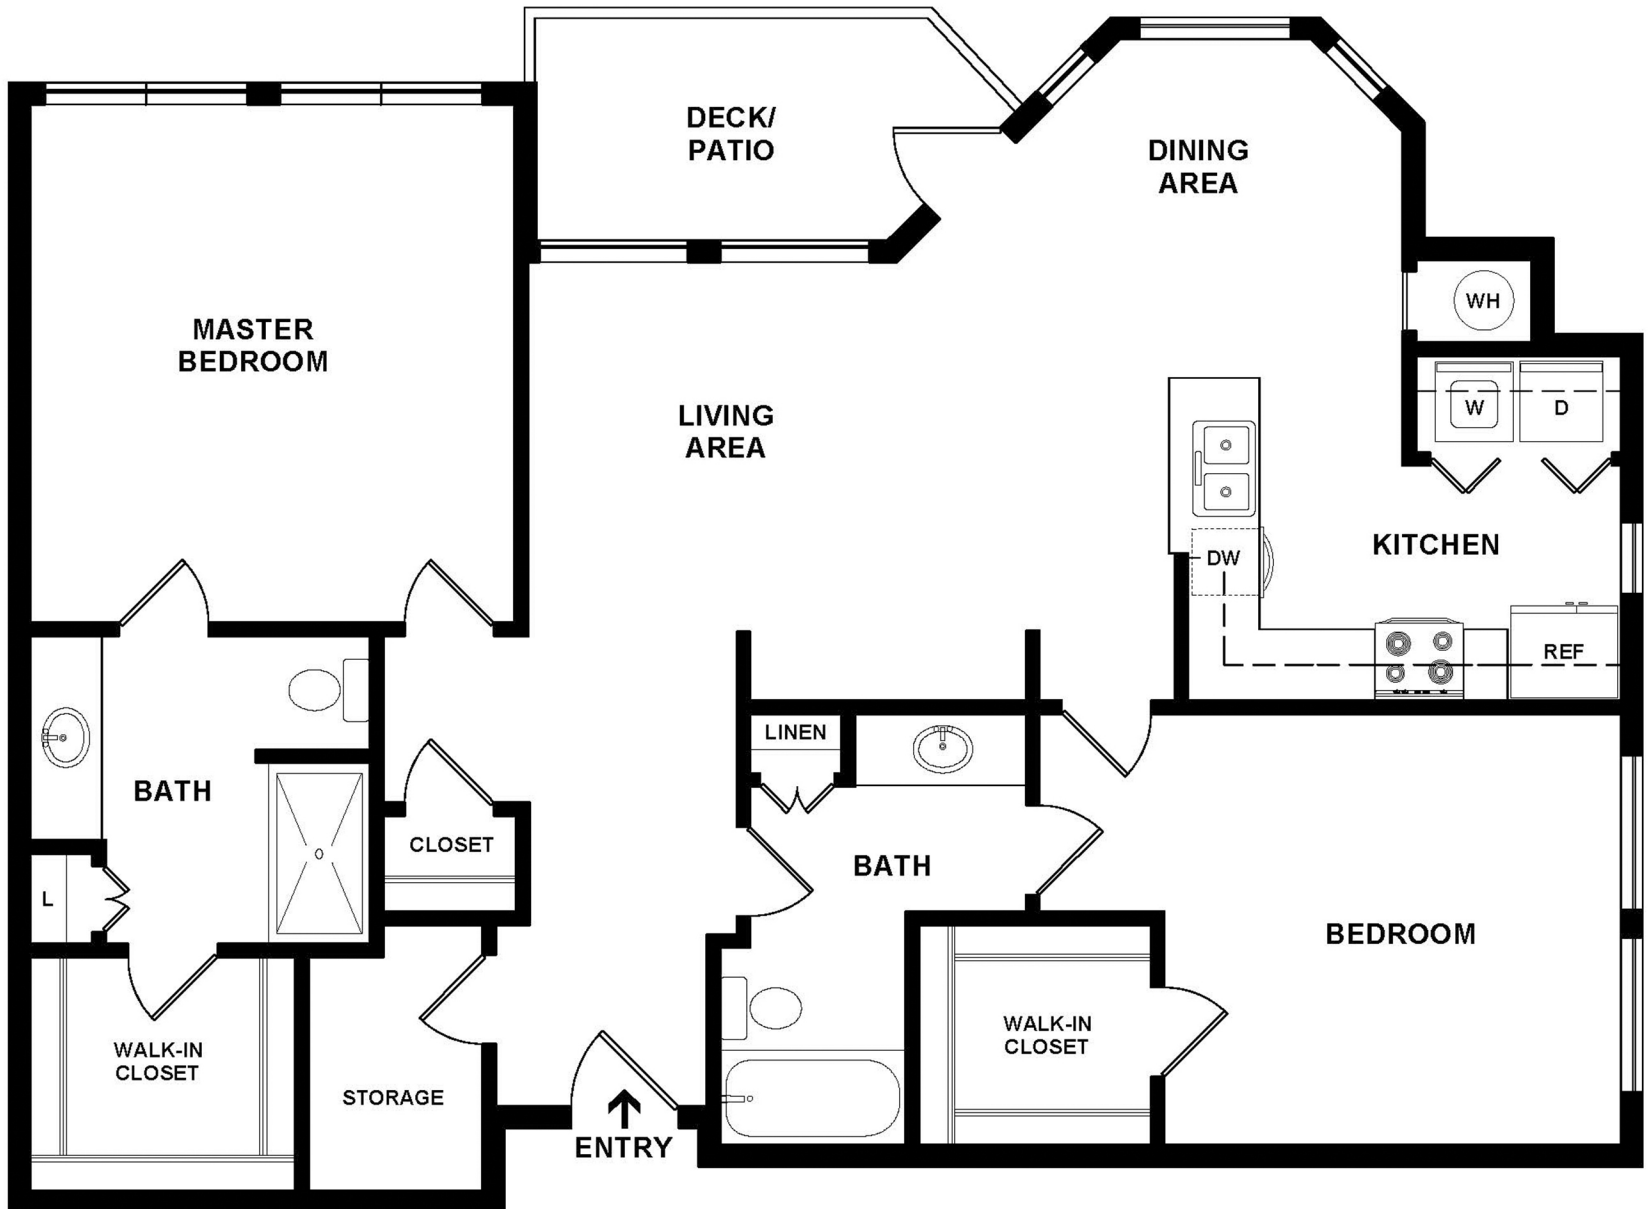 DECK/
PATIO
DINING
AREA
MASTER
BEDROOM
WH
LIVING
AREA
W
D
KITCHEN
DW
REF
LINEN
BATH
CLOSET
BATH
L
BEDROOM
WALK-IN
CLOSET
WALK-IN
CLOSET
STORAGE
ENTRY